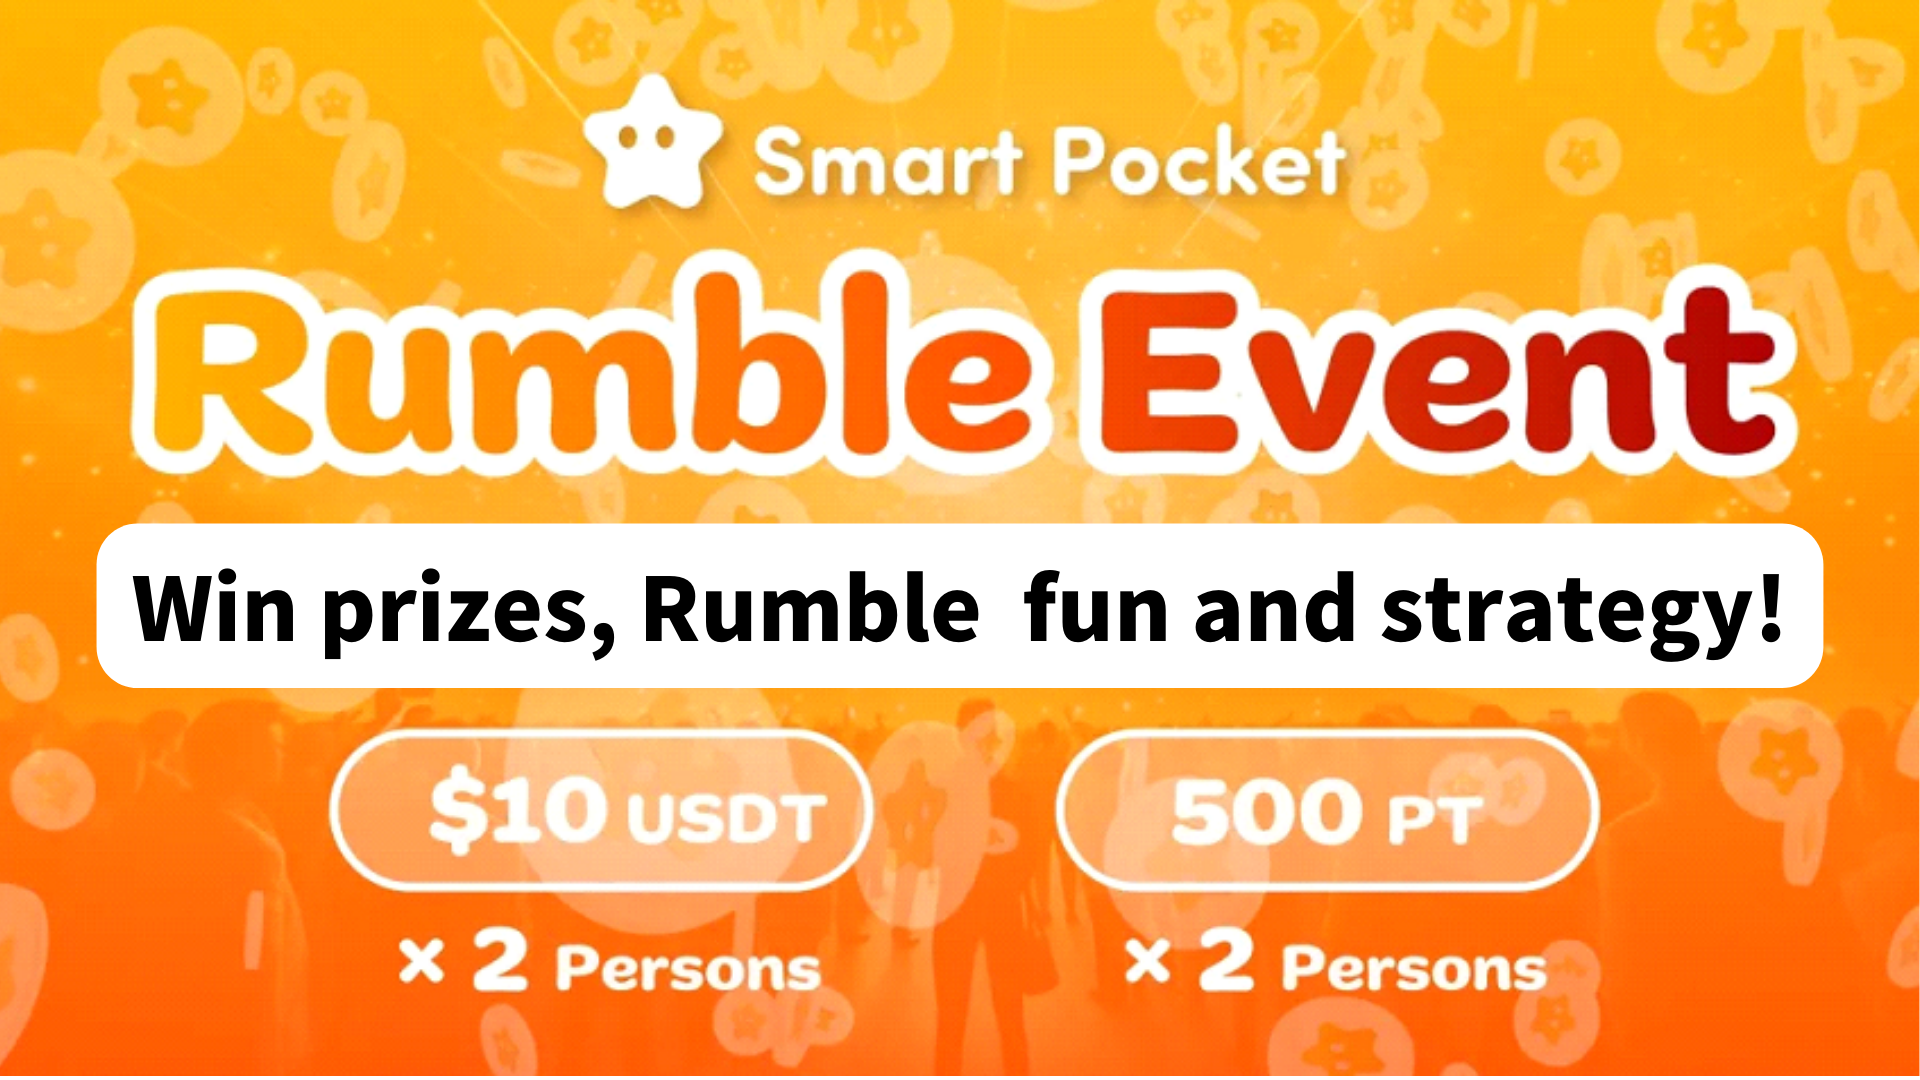 Smart Pocket
Rumble Event
Win prizes, Rumble  fun and strategy!
$10 USDT
500 PT
× 2 Persons
× 2 Persons